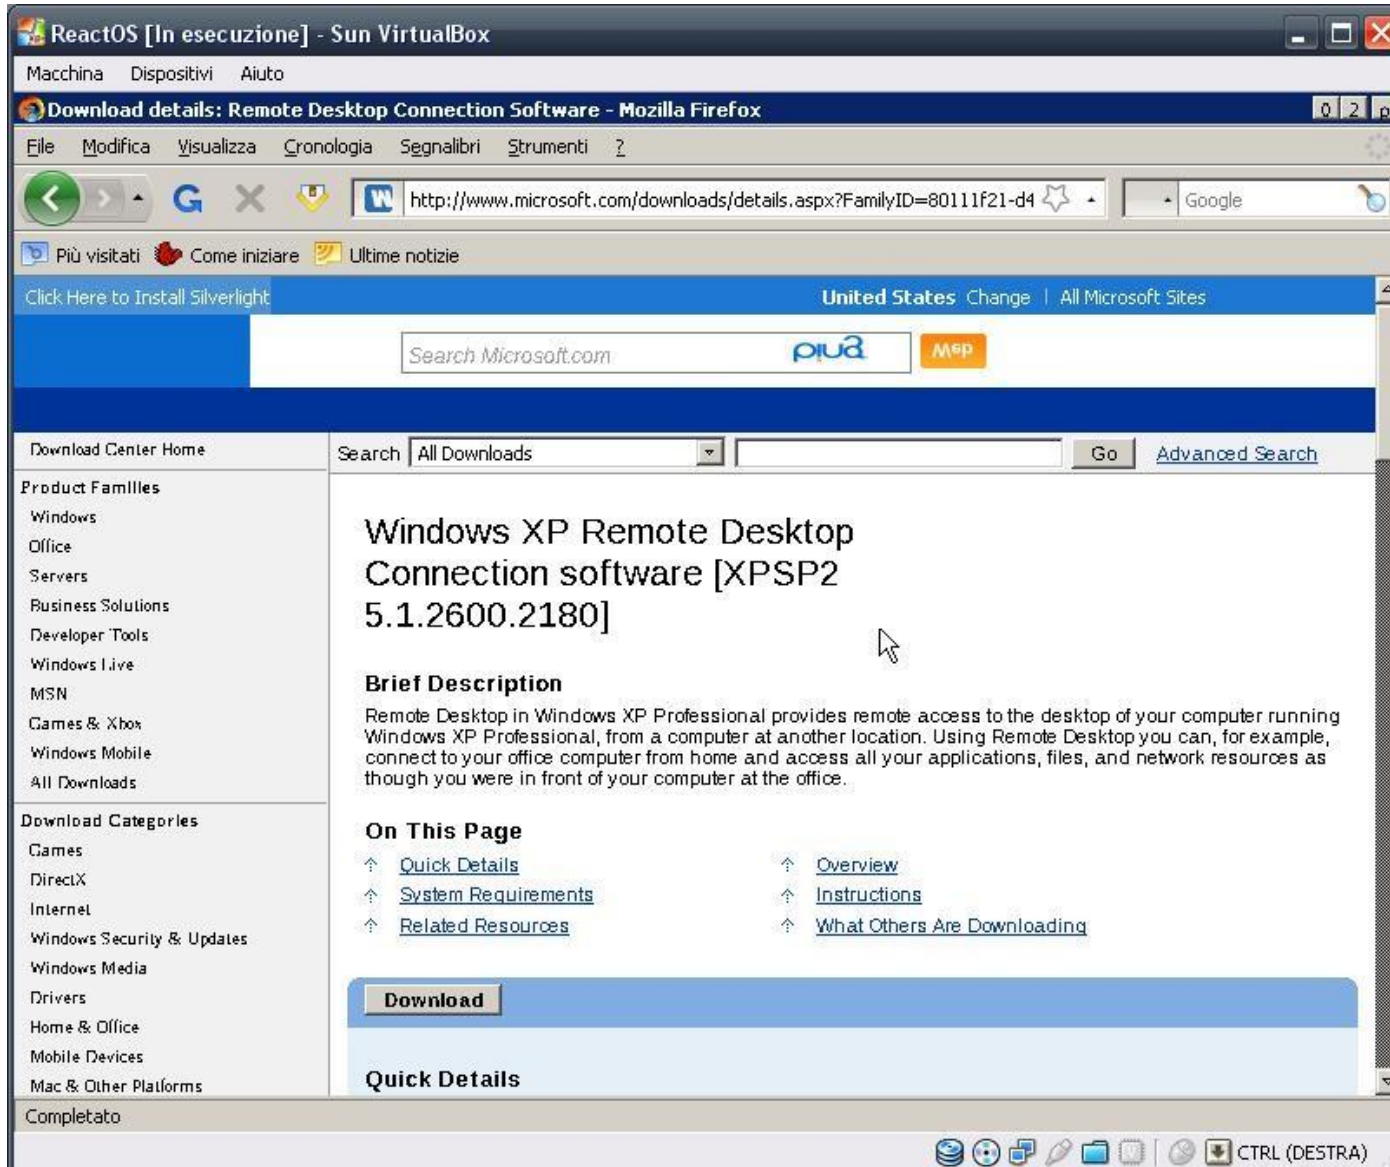 ReactOS [In esecuzione] - Sun VirtualBox
Macchina Dispositivi Aiuto
Download details: Remote Desktop Connection Software - Mozilla Firefox
0 2 p
File Modifica Visualizza Cronologia Segnalibri Strumenti ?
G W http://www.microsoft.com/downloads/details.aspx?FamilyID=80111f21-d4 Google
Più visitati Come iniziare Ultime notizie
Click Here to Install Silverlight
United States Change | All Microsoft Sites
Search Microsoft.com
bing
Web
Search All Downloads Go Advanced Search
Download Center Home
Product Families
Windows
Office
Servers
Business Solutions
Developer Tools
Windows Live
MSN
Games & Xbox
Windows Mobile
All Downloads
Download Categories
Games
DirectX
Internet
Windows Security & Updates
Windows Media
Drivers
Home & Office
Mobile Devices
Mac & Other Platforms
Windows XP Remote Desktop
Connection software [XPSP2
5.1.2600.2180]
Brief Description
Remote Desktop in Windows XP Professional provides remote access to the desktop of your computer running
Windows XP Professional, from a computer at another location. Using Remote Desktop you can, for example,
connect to your office computer from home and access all your applications, files, and network resources as
though you were in front of your computer at the office.
On This Page
Quick Details
Overview
System Requirements
Instructions
Related Resources
What Others Are Downloading
Download
Quick Details
Completato
CTRL (DESTRA)